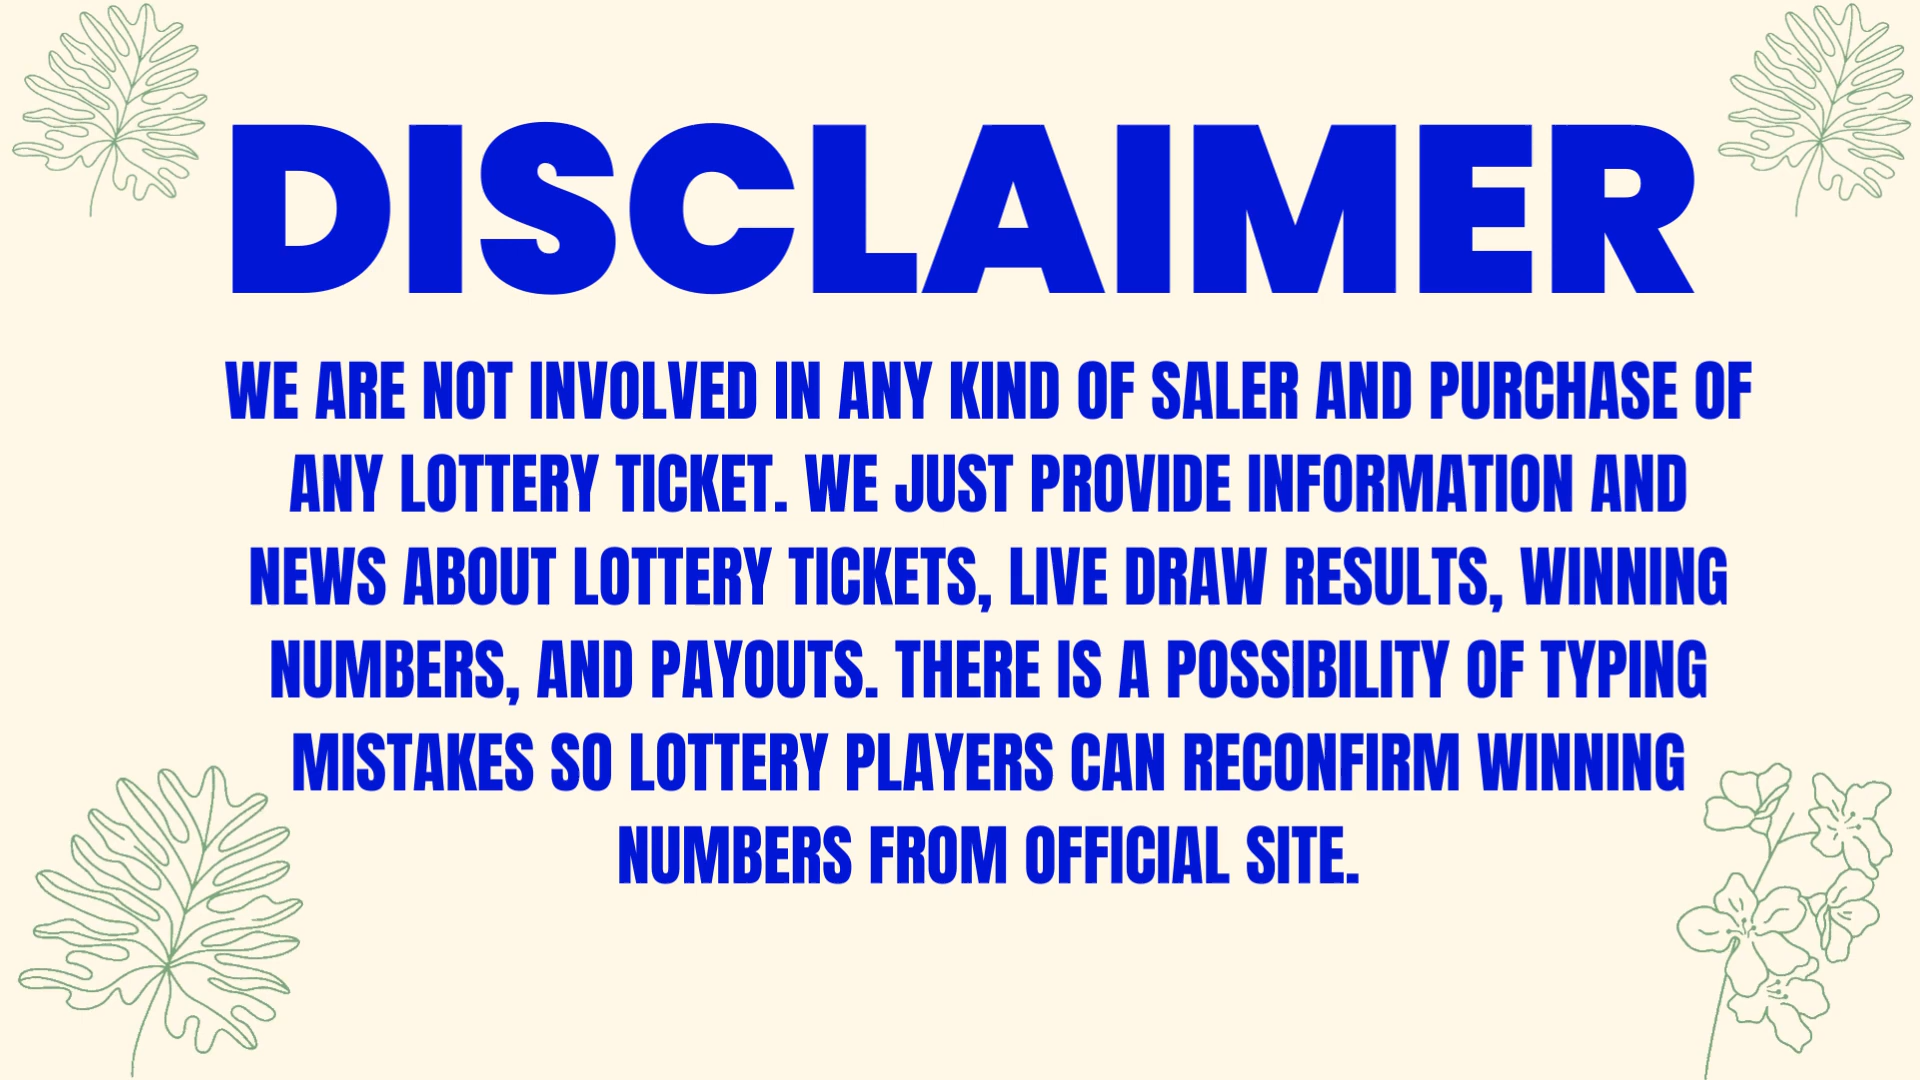 DISCLAIMER
WE ARE NOT INVOLVED IN ANY KIND OF SALER AND PURCHASE OF
ANY LOTTERY TICKET. WE JUST PROVIDE INFORMATION AND
NEWS ABOUT LOTTERY TICKETS, LIVE DRAW RESULTS, WINNING
NUMBERS, AND PAYOUTS. THERE IS A POSSIBILITY OF TYPING
MISTAKES SO LOTTERY PLAYERS CAN RECONFIRM WINNING
NUMBERS FROM OFFICIAL SITE.